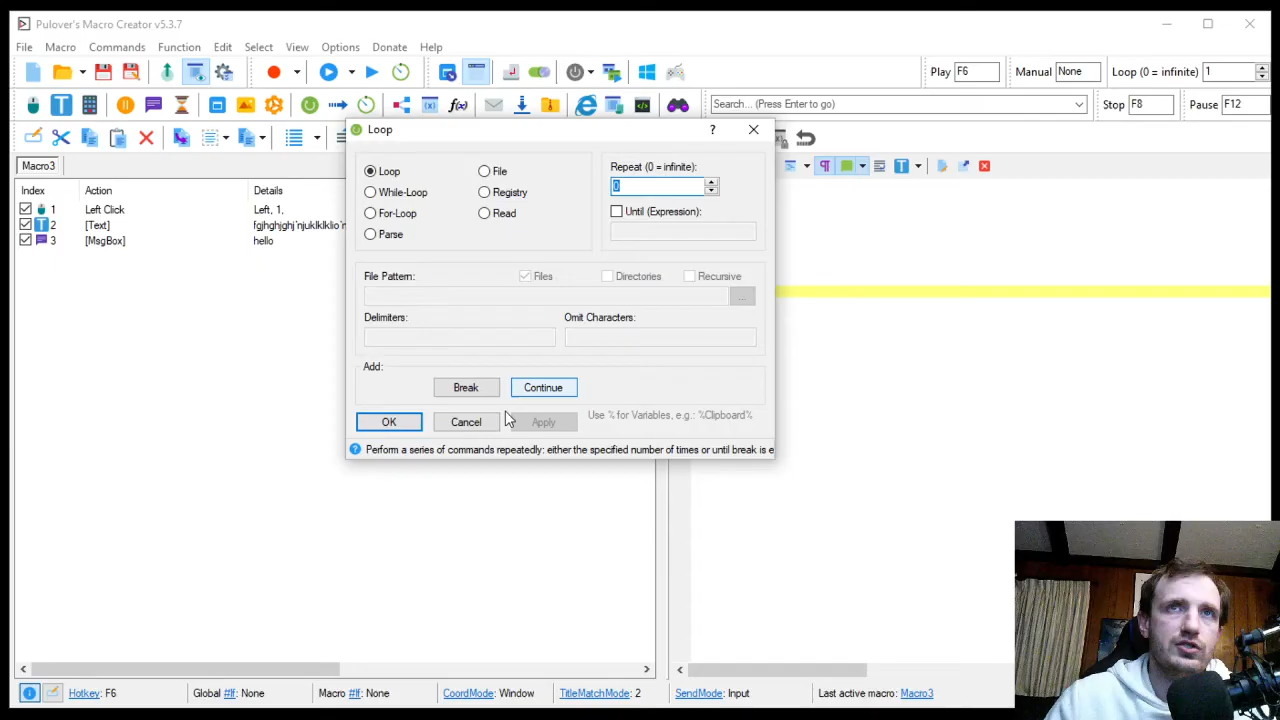 Pulover's Macro Creator v5.3.7
File Macro Commands Function Edit Select View Options Donate Help
Play F6 Manual None Loop (0 = infinite) 1
Search... (Press Enter to go) Stop F8 Pause F12
Loop ?
Macro3
Index Action Details
1 Left Click Left, 1,
2 [Text]
3 [MsgBox] hello
Loop File Repeat (0 = infinite):
While-Loop Registry 0
For-Loop Read Until (Expression):
Parse
File Pattern: Files Directories Recursive
...
Delimiters: Omit Characters:
Add:
Break Continue
OK Cancel Apply Use % for Variables, e.g.: %Clipboard%
Perform a series of commands repeatedly: either the specified number of times or until break is e
Hotkey: F6 Global #If: None Macro #If: None CoordMode: Window TitleMatchMode: 2 SendMode: Input Last active macro: Macro3